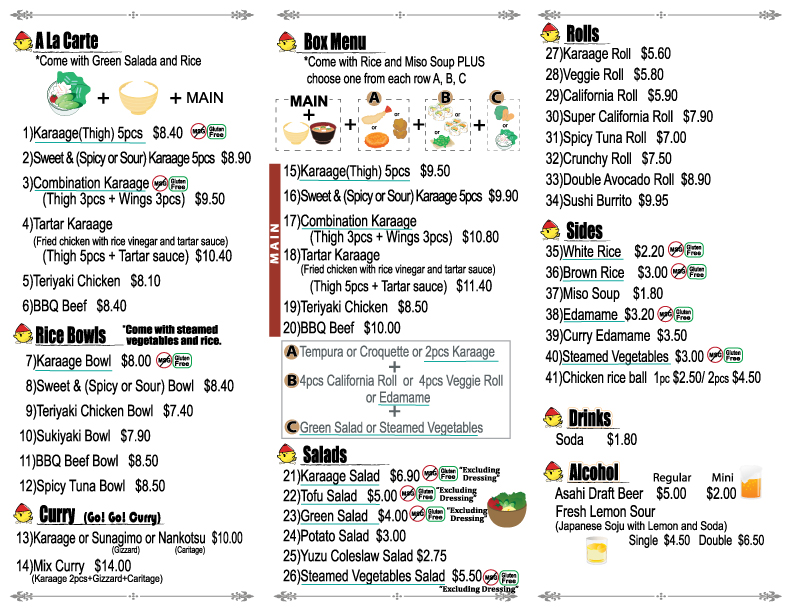 A La Carte
*Come with Green Salada and Rice
+ + MAIN
1)Karaage(Thigh) 5pcs $8.40 MSG Gluten Free
2)Sweet & (Spicy or Sour) Karaage 5pcs $8.90
3)Combination Karaage MSG Gluten Free
(Thigh 3pcs + Wings 3pcs) $9.50
4)Tartar Karaage
(Fried chicken with rice vinegar and tartar sauce)
(Thigh 5pcs + Tartar sauce) $10.40
5)Teriyaki Chicken $8.10
6)BBQ Beef $8.40
Rice Bowls *Come with steamed
vegetables and rice.
7)Karaage Bowl $8.00 MSG Gluten Free
8)Sweet & (Spicy or Sour) Bowl $8.40
9)Teriyaki Chicken Bowl $7.40
10)Sukiyaki Bowl $7.90
11)BBQ Beef Bowl $8.50
12)Spicy Tuna Bowl $8.50
Curry (Go! Go! Curry)
13)Karaage or Sunagimo or Nankotsu $10.00
(Gizzard) (Caritage)
14)Mix Curry $14.00
(Karaage 2pcs+Gizzard+Caritage)
Box Menu
*Come with Rice and Miso Soup PLUS
choose one from each row A, B, C
MAIN + + A or or + B or or + C or
MAIN
15)Karaage(Thigh) 5pcs $9.50
16)Sweet & (Spicy or Sour) Karaage 5pcs $9.90
17)Combination Karaage
(Thigh 3pcs + Wings 3pcs) $10.80
18)Tartar Karaage
(Fried chicken with rice vinegar and tartar sauce)
(Thigh 5pcs + Tartar sauce) $11.40
19)Teriyaki Chicken $8.50
20)BBQ Beef $10.00
A Tempura or Croquette or 2pcs Karaage
+
B 4pcs California Roll or 4pcs Veggie Roll
or Edamame
+
C Green Salad or Steamed Vegetables
Salads
21)Karaage Salad $6.90 MSG Gluten Free "Excluding
Dressing"
22)Tofu Salad $5.00 MSG Gluten Free "Excluding
Dressing"
23)Green Salad $4.00 MSG Gluten Free "Excluding
Dressing"
24)Potato Salad $3.00
25)Yuzu Coleslaw Salad $2.75
26)Steamed Vegetables Salad $5.50 MSG Gluten Free
"Excluding Dressing"
Rolls
27)Karaage Roll $5.60
28)Veggie Roll $5.80
29)California Roll $5.90
30)Super California Roll $7.90
31)Spicy Tuna Roll $7.00
32)Crunchy Roll $7.50
33)Double Avocado Roll $8.90
34)Sushi Burrito $9.95
Sides
35)White Rice $2.20 MSG Gluten Free
36)Brown Rice $3.00 MSG Gluten Free
37)Miso Soup $1.80
38)Edamame $3.20 MSG Gluten Free
39)Curry Edamame $3.50
40)Steamed Vegetables $3.00 MSG Gluten Free
41)Chicken rice ball 1pc $2.50/ 2pcs $4.50
Drinks
Soda $1.80
Alcohol Regular Mini
Asahi Draft Beer $5.00 $2.00
Fresh Lemon Sour
(Japanese Soju with Lemon and Soda)
Single $4.50 Double $6.50